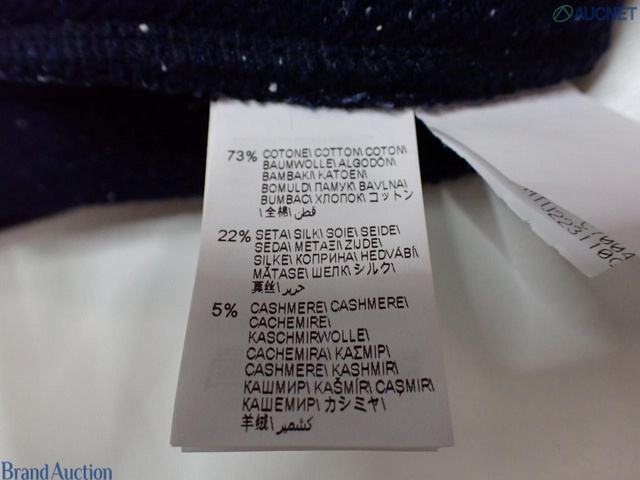 AUCNET
73% COTONE\ COTTON\ COTON\
BAUMWOLLE\ ALGODÓN\
BAMBAKI\ KATOEN\
BOMULD\ ПАМУК\ BAVLNA\
BUMBAC\ ХЛОПОК\ コットン
\全棉\ قطن
22% SETA\ SILK\ SOIE\ SEIDE\
SEDA\ METAΞI\ ZIJDE\
SILKE\ КОПРИНА\ HEDVÁBÍ\
MĂTASE\ ШЕЛК\ シルク\
真丝\ حرير
5% CASHMERE\ CASHMERE\
CACHEMIRE\
KASCHMIRWOLLE\
CACHEMIRA\ ΚΑΣΜΙΡ\
CASHMERE\ KASHMIR\
КАШМИР\ KAŠMÍR\ CAŞMIR\
КАШЕМИР\ カシミヤ\
羊绒\ كشمير
Brand Auction